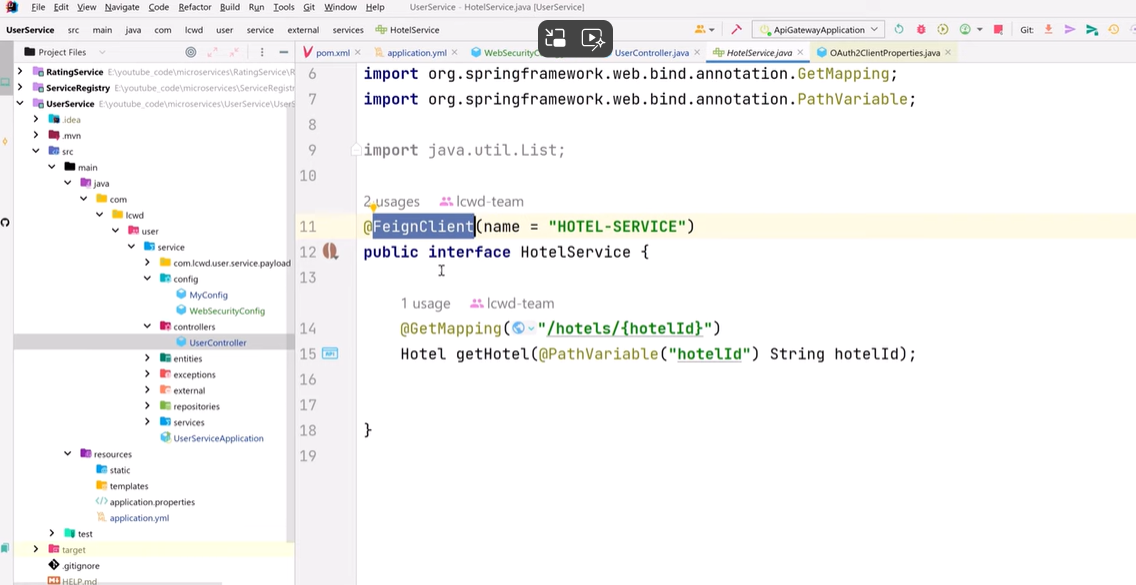 File Edit View Navigate Code Refactor Build Run Tools Git Window Help UserService - HotelService.java [UserService]
UserService src main java com lcwd user service external services HotelService ApiGatewayApplication Git:
Project Files pom.xml application.yml WebSecurityC UserController.java HotelService.java OAuth2ClientProperties.java
RatingService E:\youtube_code\microservices\RatingService\R
ServiceRegistry E:\youtube_code\microservices\ServiceRegistr
UserService E:\youtube_code\microservices\UserService\User
.idea
.mvn
src
main
java
com
lcwd
user
service
com.lcwd.user.service.payload
config
MyConfig
WebSecurityConfig
controllers
UserController
entities
exceptions
external
repositories
services
UserServiceApplication
resources
static
templates
application.properties
application.yml
test
target
.gitignore
HELP.md
6 import org.springframework.web.bind.annotation.GetMapping;
7 import org.springframework.web.bind.annotation.PathVariable;
8
9 import java.util.List;
10
2 usages lcwd-team
11 @FeignClient(name = "HOTEL-SERVICE")
12 public interface HotelService {
13
1 usage lcwd-team
14 @GetMapping("/hotels/{hotelId}")
15 Hotel getHotel(@PathVariable("hotelId") String hotelId);
16
17
18 }
19